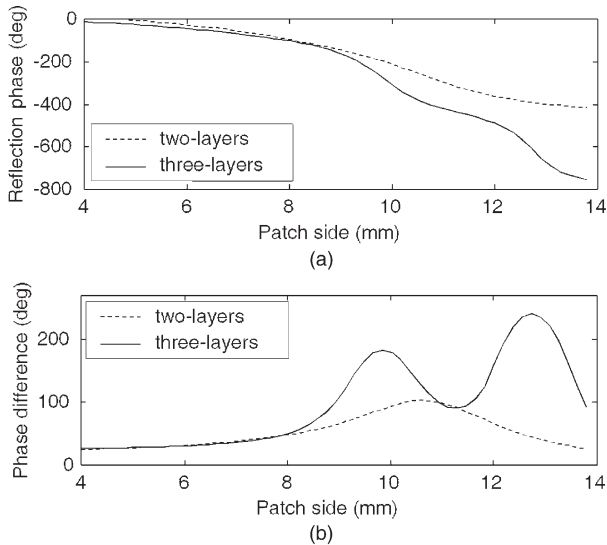 0
-200
-400
-600
-800
Reflection phase (deg)
two-layers
three-layers
4 6 8 10 12 14
Patch side (mm)
(a)
200
100
0
Phase difference (deg)
two-layers
three-layers
4 6 8 10 12 14
Patch side (mm)
(b)